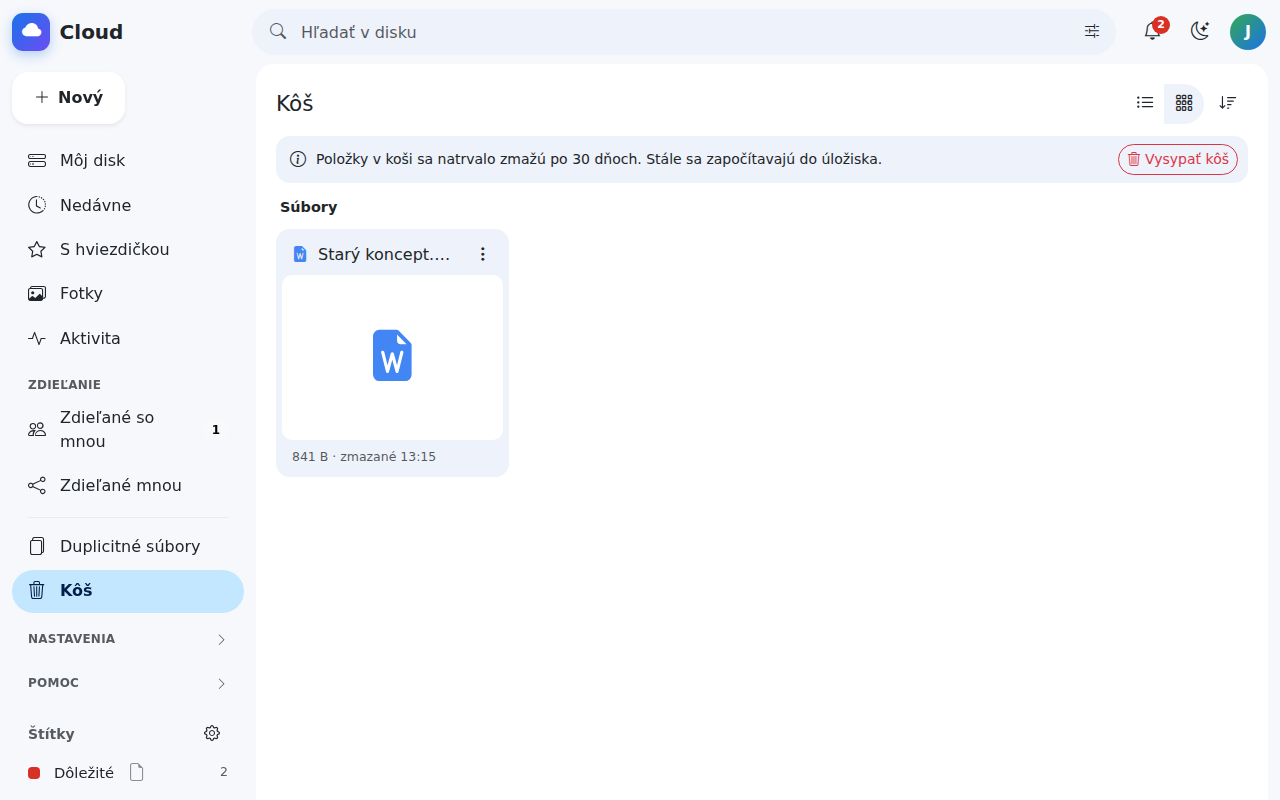 Cloud
Hľadať v disku
2
J
Nový
Môj disk
Nedávne
S hviezdičkou
Fotky
Aktivita
ZDIEĽANIE
Zdieľané so mnou
1
Zdieľané mnou
Duplicitné súbory
Kôš
NASTAVENIA
POMOC
Štítky
Dôležité
2
Kôš
Položky v koši sa natrvalo zmažú po 30 dňoch. Stále sa započítavajú do úložiska.
Vysypať kôš
Súbory
Starý koncept....
W
841 B · zmazané 13:15